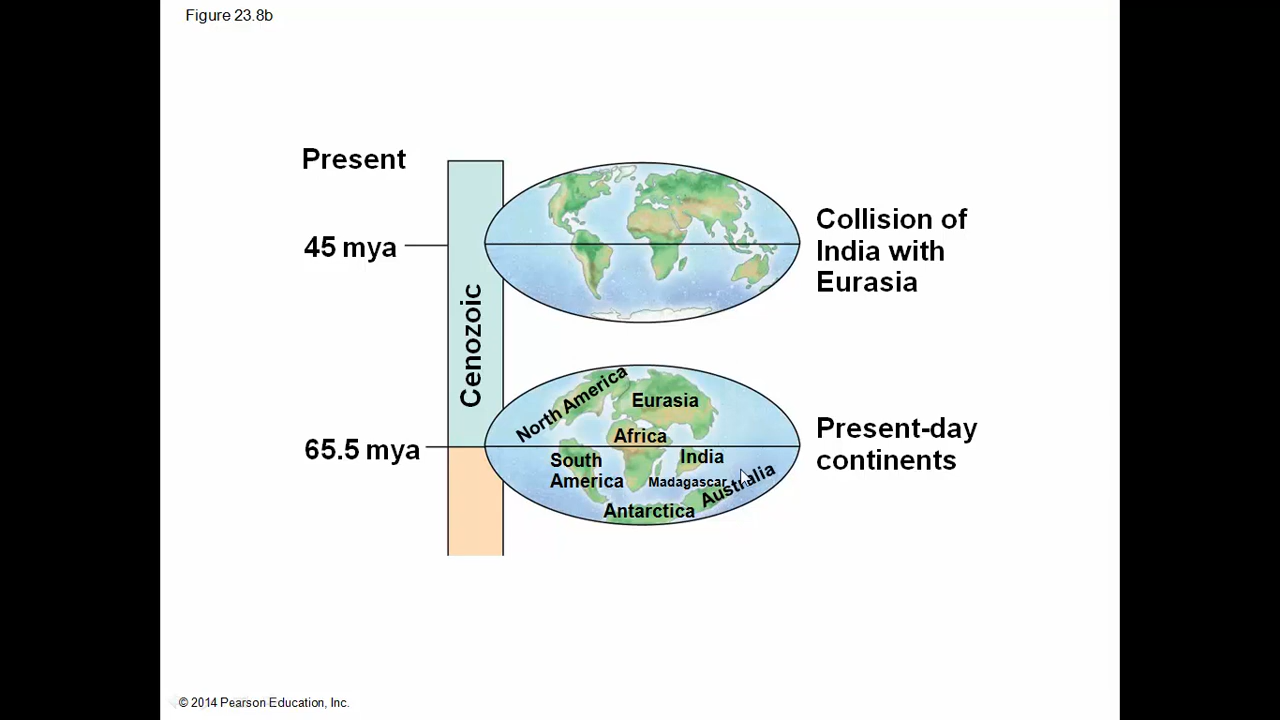 Figure 23.8b
Present
45 mya
Cenozoic
65.5 mya
Collision of
India with
Eurasia
North America
Eurasia
Africa
South
America
India
Madagascar
Australia
Antarctica
Present-day
continents
© 2014 Pearson Education, Inc.